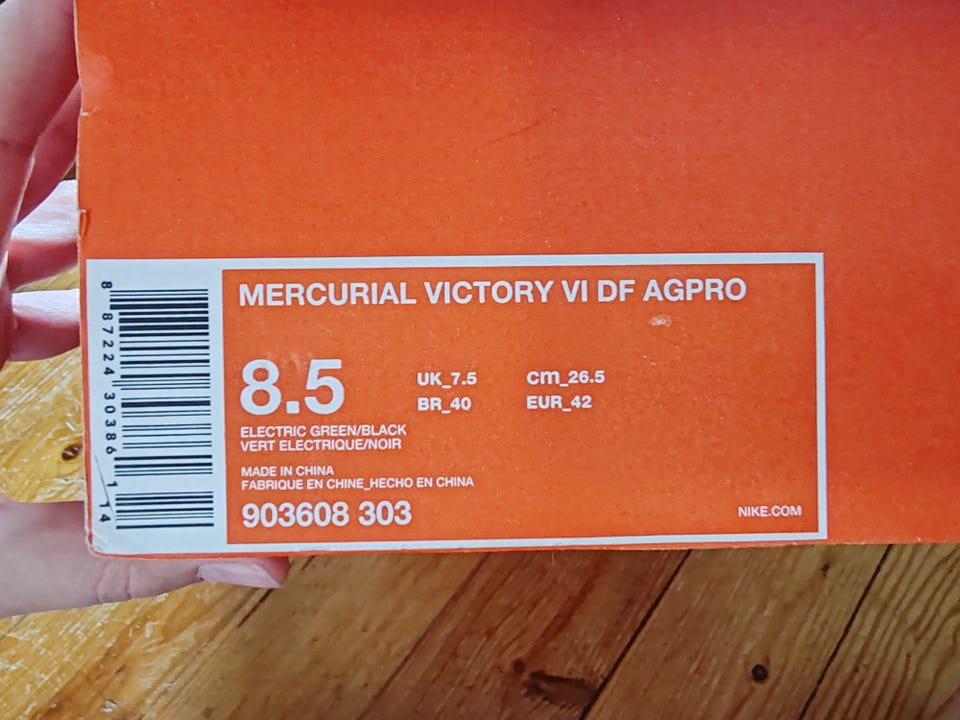 MERCURIAL VICTORY VI DF AGPRO
8.5
UK_7.5
cm_26.5
BR_40
EUR_42
ELECTRIC GREEN/BLACK
VERT ELECTRIQUE/NOIR
MADE IN CHINA
FABRIQUE EN CHINE_HECHO EN CHINA
903608 303
NIKE.COM
8 87224 30386 1 14